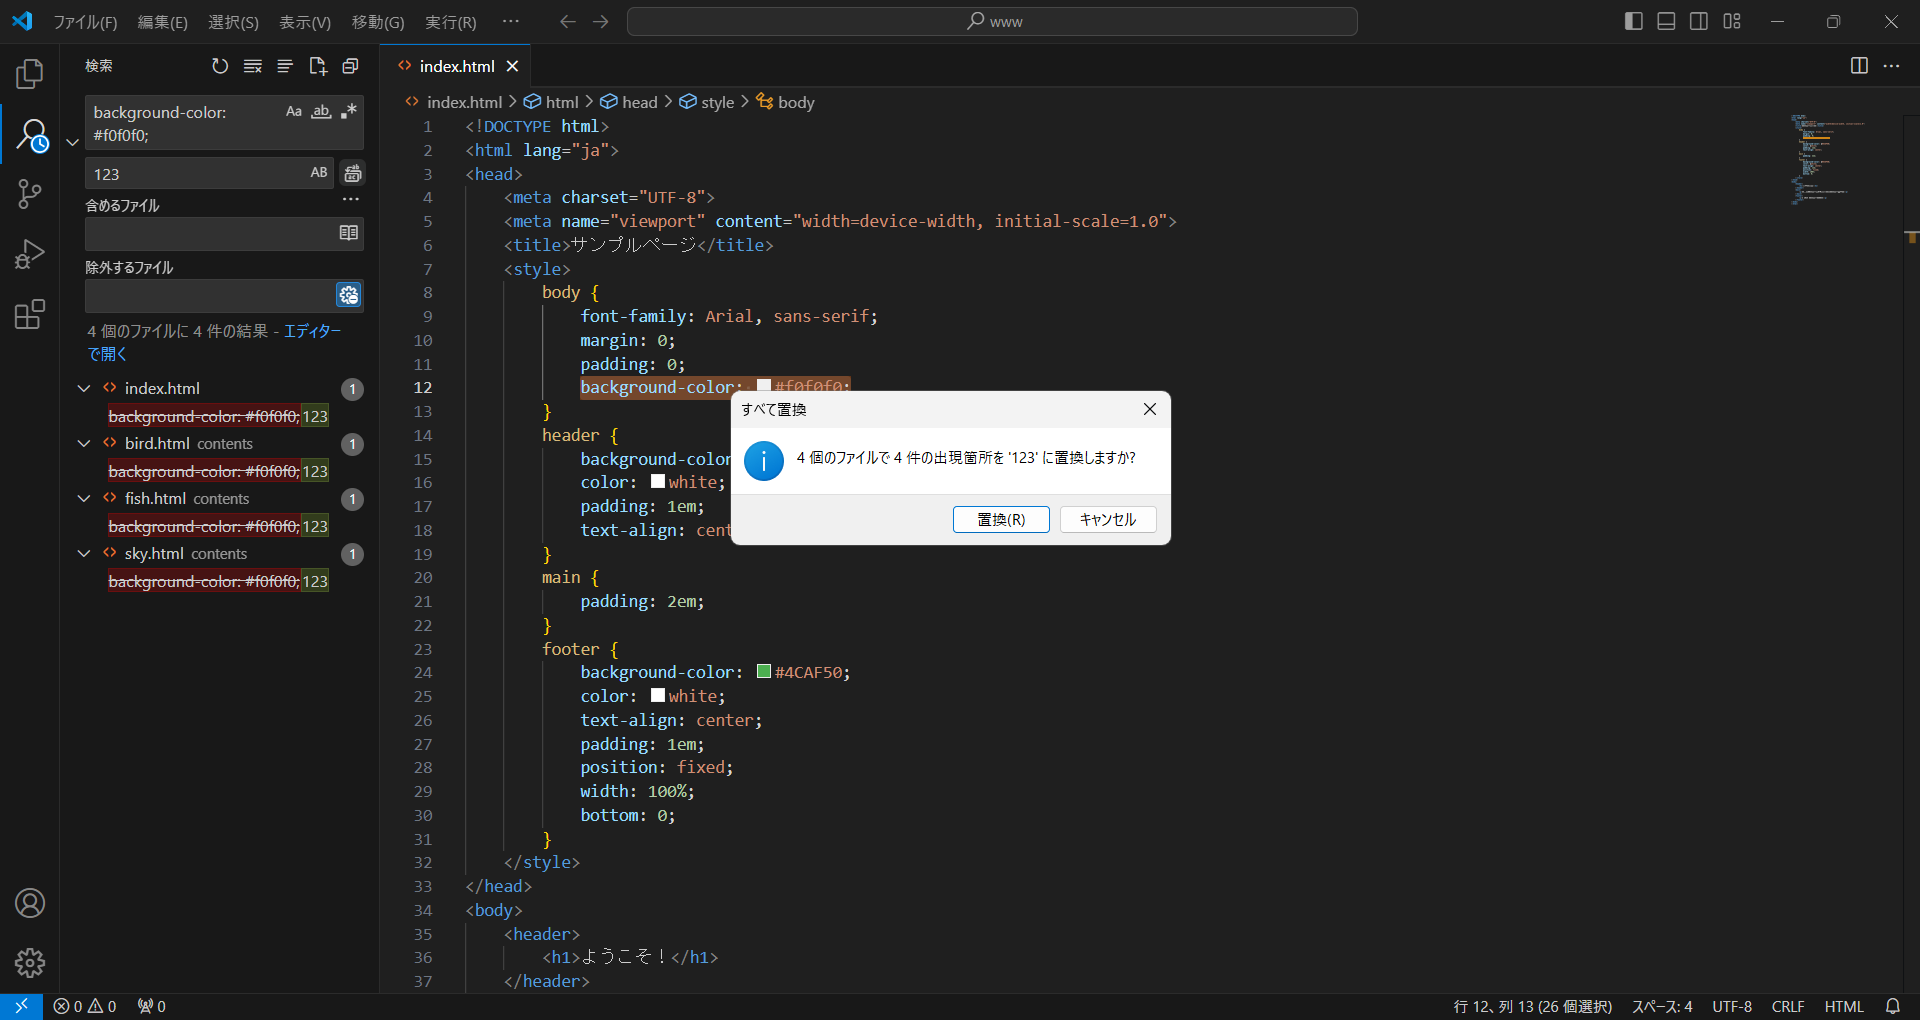 ファイル(F) 編集(E) 選択(S) 表示(V) 移動(G) 実行(R) ···
www
検索
background-color:
#f0f0f0;
Aa ab
123
AB
含めるファイル
···
除外するファイル
4 個のファイルに 4 件の結果 - エディター
で開く
index.html 1
background-color: #f0f0f0;123
bird.html contents 1
background-color: #f0f0f0;123
fish.html contents 1
background-color: #f0f0f0;123
sky.html contents 1
background-color: #f0f0f0;123
index.html
index.html > html > head > style > body
1 <!DOCTYPE html>
2 <html lang="ja">
3 <head>
4 <meta charset="UTF-8">
5 <meta name="viewport" content="width=device-width, initial-scale=1.0">
6 <title>サンプルページ</title>
7 <style>
8 body {
9 font-family: Arial, sans-serif;
10 margin: 0;
11 padding: 0;
12 background-color: #f0f0f0;
13 }
14 header {
15 background-color
16 color: white;
17 padding: 1em;
18 text-align: cent
19 }
20 main {
21 padding: 2em;
22 }
23 footer {
24 background-color: #4CAF50;
25 color: white;
26 text-align: center;
27 padding: 1em;
28 position: fixed;
29 width: 100%;
30 bottom: 0;
31 }
32 </style>
33 </head>
34 <body>
35 <header>
36 <h1>ようこそ！</h1>
37 </header>
すべて置換
4 個のファイルで 4 件の出現箇所を '123' に置換しますか?
置換(R) キャンセル
0 0 0
行 12、列 13 (26 個選択) スペース: 4 UTF-8 CRLF HTML